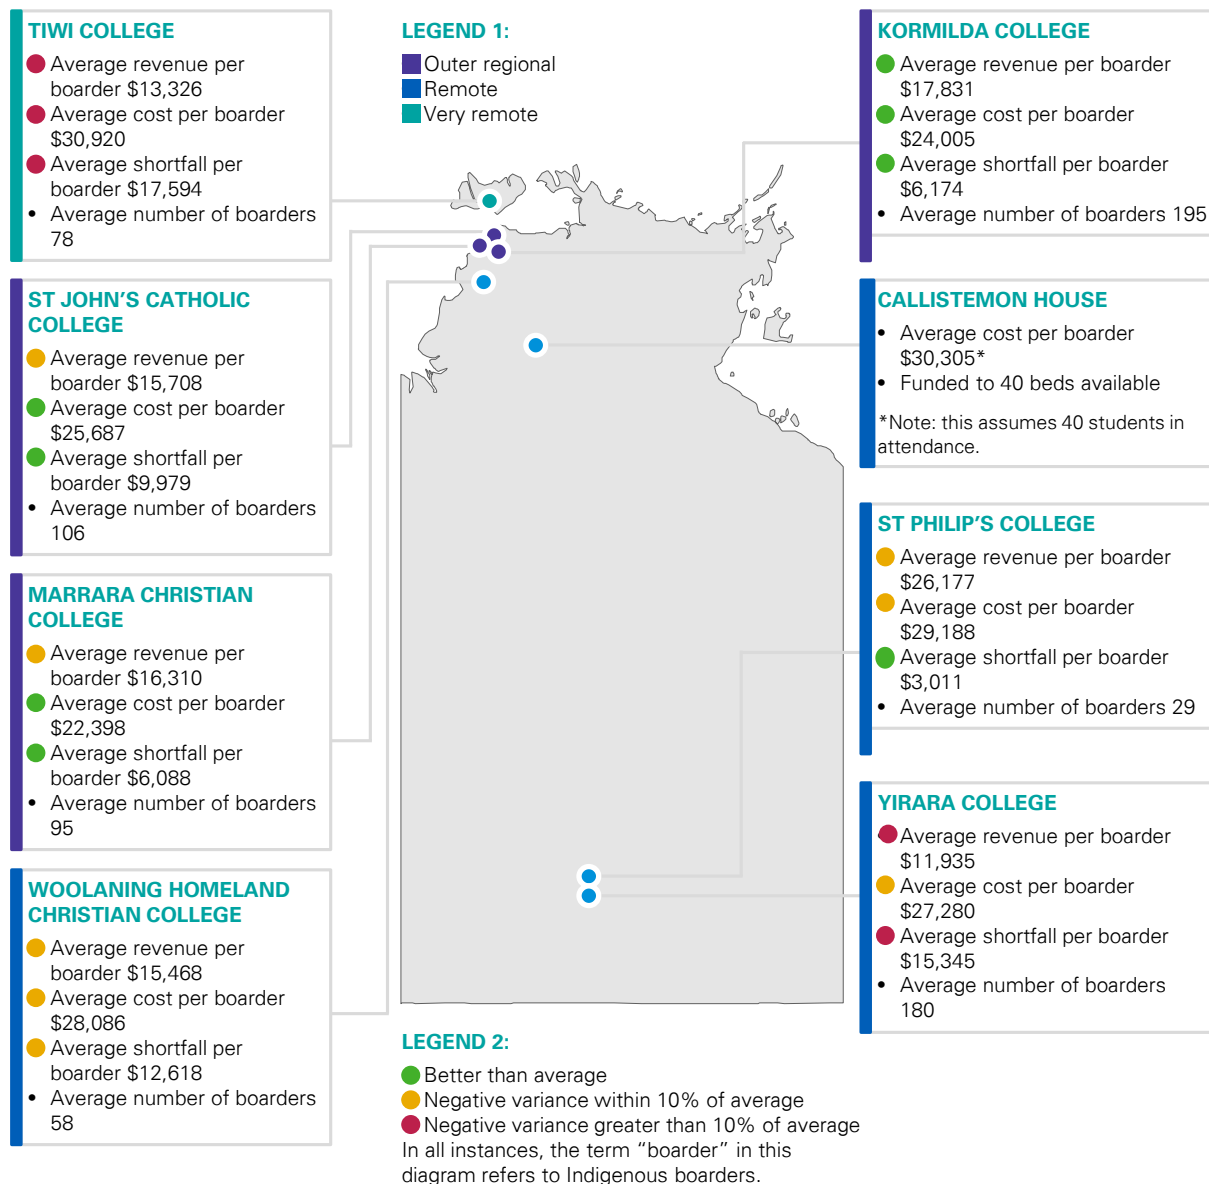 TIWI COLLEGE
Average revenue per
boarder $13,326
Average cost per boarder
$30,920
Average shortfall per
boarder $17,594
• Average number of boarders
78
ST JOHN’S CATHOLIC
COLLEGE
Average revenue per
boarder $15,708
Average cost per boarder
$25,687
Average shortfall per
boarder $9,979
• Average number of boarders
106
MARRARA CHRISTIAN
COLLEGE
Average revenue per
boarder $16,310
Average cost per boarder
$22,398
Average shortfall per
boarder $6,088
• Average number of boarders
95
WOOLANING HOMELAND
CHRISTIAN COLLEGE
Average revenue per
boarder $15,468
Average cost per boarder
$28,086
Average shortfall per
boarder $12,618
• Average number of boarders
58
LEGEND 1:
Outer regional
Remote
Very remote
LEGEND 2:
Better than average
Negative variance within 10% of average
Negative variance greater than 10% of average
In all instances, the term “boarder” in this
diagram refers to Indigenous boarders.
KORMILDA COLLEGE
Average revenue per boarder
$17,831
Average cost per boarder
$24,005
Average shortfall per boarder
$6,174
• Average number of boarders 195
CALLISTEMON HOUSE
• Average cost per boarder
$30,305*
• Funded to 40 beds available
*Note: this assumes 40 students in
attendance.
ST PHILIP’S COLLEGE
Average revenue per boarder
$26,177
Average cost per boarder
$29,188
Average shortfall per boarder
$3,011
• Average number of boarders 29
YIRARA COLLEGE
Average revenue per boarder
$11,935
Average cost per boarder
$27,280
Average shortfall per boarder
$15,345
• Average number of boarders
180